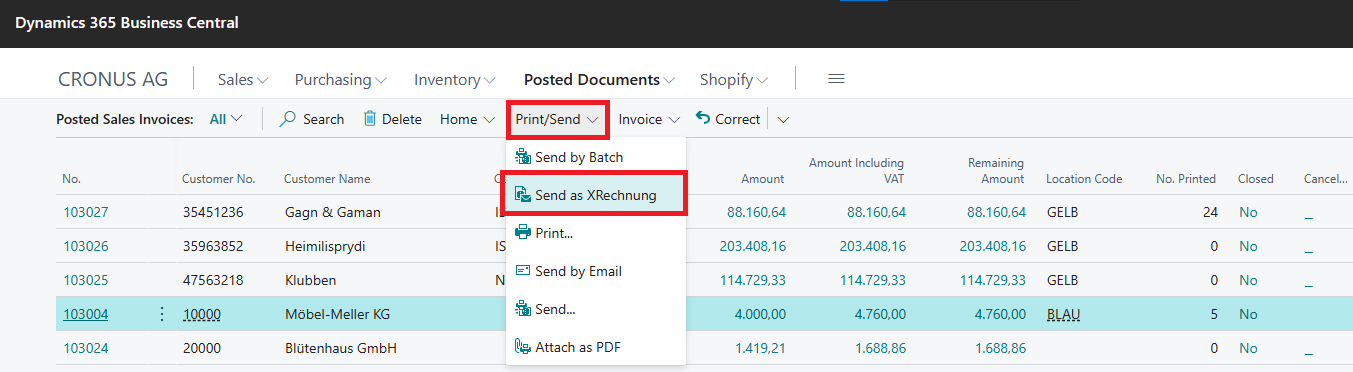 Dynamics 365 Business Central
CRONUS AG Sales Purchasing Inventory Posted Documents Shopify
Posted Sales Invoices: All Search Delete Home Print/Send Invoice Correct
Send by Batch
Send as XRechnung
Print...
Send by Email
Send...
Attach as PDF
No. Customer No. Customer Name Amount Amount Including VAT Remaining Amount Location Code No. Printed Closed Cancel...
103027 35451236 Gagn & Gaman 88.160,64 88.160,64 88.160,64 GELB 24 No _
103026 35963852 Heimilisprydi IS 203.408,16 203.408,16 203.408,16 GELB 0 No _
103025 47563218 Klubben N 114.729,33 114.729,33 114.729,33 GELB 0 No _
103004 10000 Möbel-Meller KG 4.000,00 4.760,00 4.760,00 BLAU 5 No
103024 20000 Blütenhaus GmbH 1.419,21 1.688,86 1.688,86 0 No _